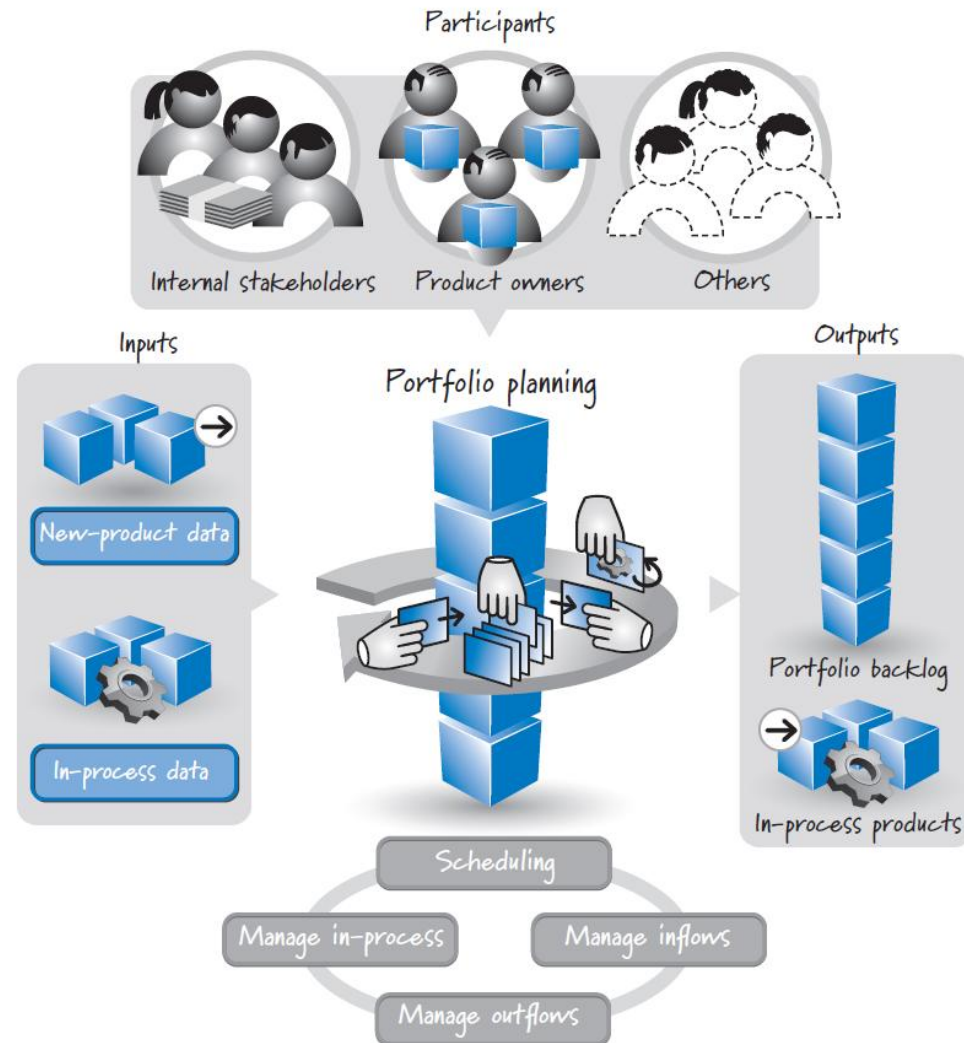 Participants
Internal stakeholders
Product owners
Others
Inputs
New-product data
In-process data
Portfolio planning
Outputs
Portfolio backlog
In-process products
Scheduling
Manage in-process
Manage inflows
Manage outflows